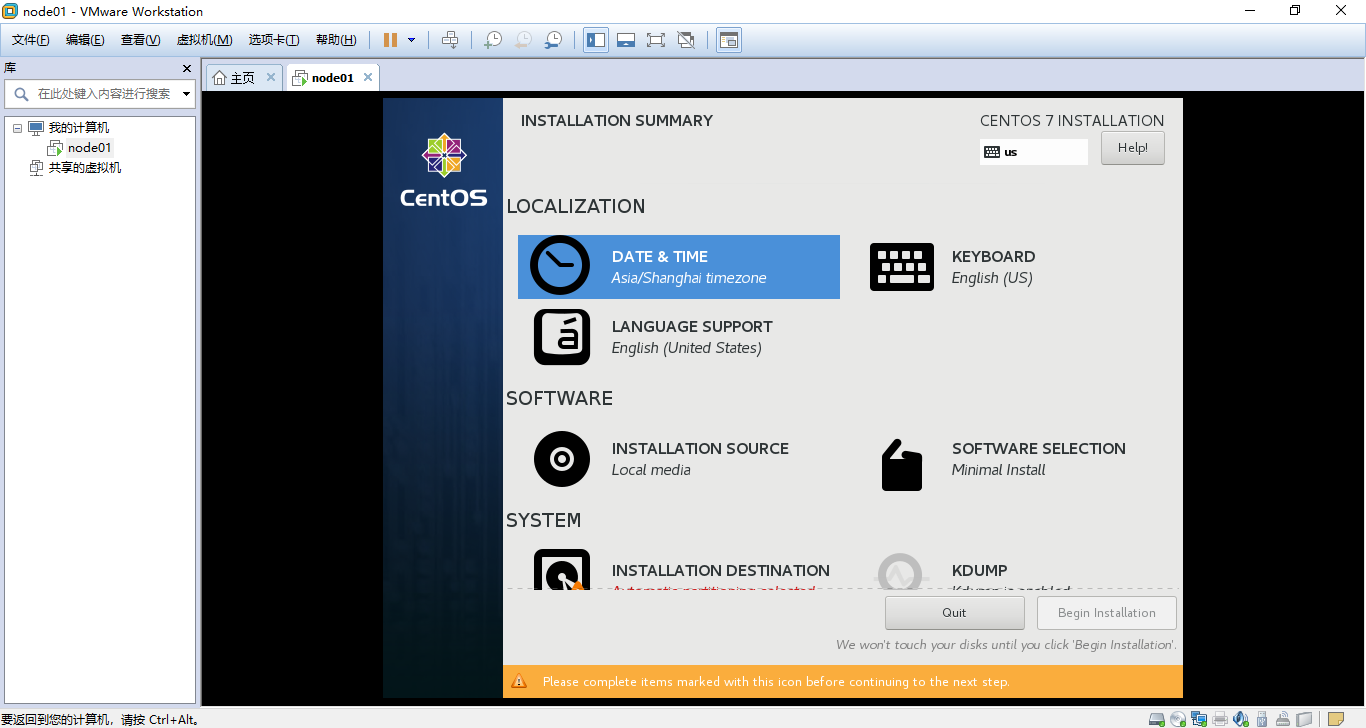 node01 - VMware Workstation
文件(F) 编辑(E) 查看(V) 虚拟机(M) 选项卡(T) 帮助(H)
库
在此处键入内容进行搜索
我的计算机
node01
共享的虚拟机
主页
node01
CentOS
INSTALLATION SUMMARY
CENTOS 7 INSTALLATION
us
Help!
LOCALIZATION
DATE & TIME
Asia/Shanghai timezone
KEYBOARD
English (US)
LANGUAGE SUPPORT
English (United States)
SOFTWARE
INSTALLATION SOURCE
Local media
SOFTWARE SELECTION
Minimal Install
SYSTEM
INSTALLATION DESTINATION
Automatic partitioning selected
KDUMP
Kdump is enabled
Quit
Begin Installation
We won't touch your disks until you click 'Begin Installation'.
Please complete items marked with this icon before continuing to the next step.
要返回到您的计算机，请按 Ctrl+Alt。